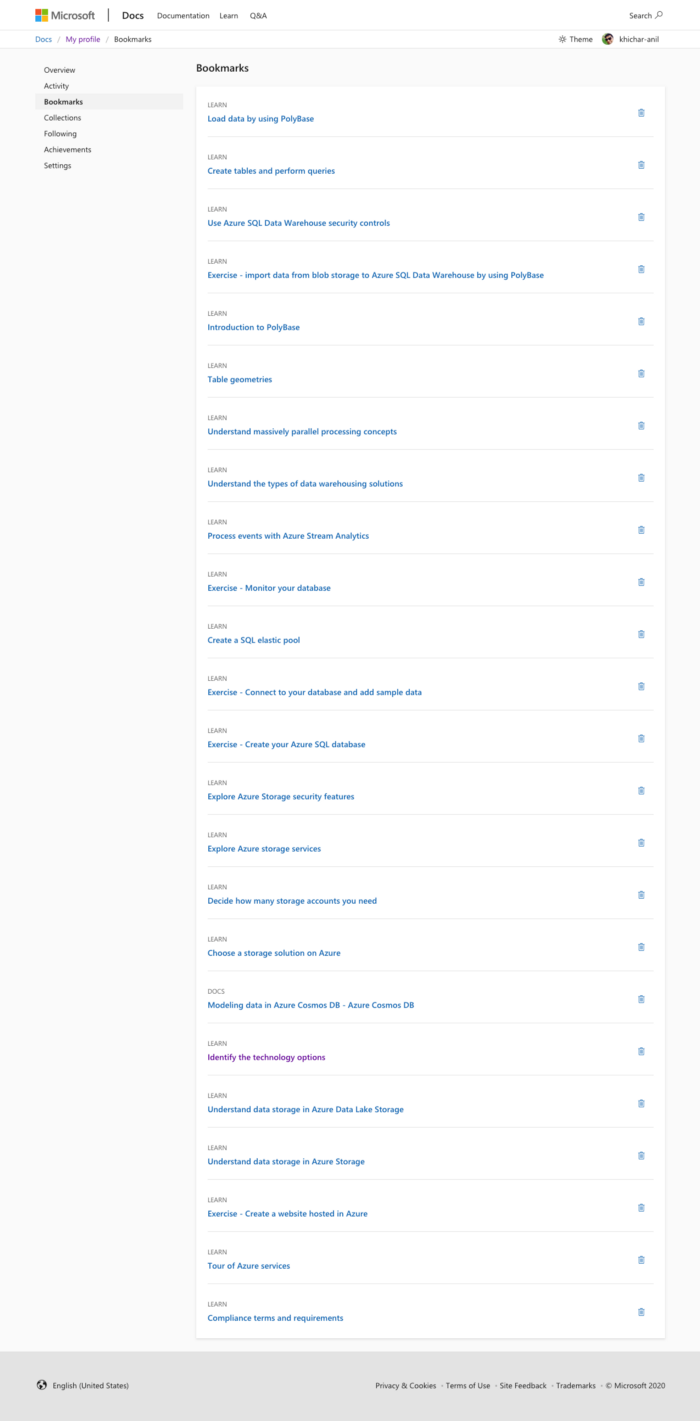 Microsoft | Docs Documentation Learn Q&A Search
Docs / My profile / Bookmarks Theme khichar-anil
Overview
Activity
Bookmarks
Collections
Following
Achievements
Settings
Bookmarks
LEARN
Load data by using PolyBase
LEARN
Create tables and perform queries
LEARN
Use Azure SQL Data Warehouse security controls
LEARN
Exercise - import data from blob storage to Azure SQL Data Warehouse by using PolyBase
LEARN
Introduction to PolyBase
LEARN
Table geometries
LEARN
Understand massively parallel processing concepts
LEARN
Understand the types of data warehousing solutions
LEARN
Process events with Azure Stream Analytics
LEARN
Exercise - Monitor your database
LEARN
Create a SQL elastic pool
LEARN
Exercise - Connect to your database and add sample data
LEARN
Exercise - Create your Azure SQL database
LEARN
Explore Azure Storage security features
LEARN
Explore Azure storage services
LEARN
Decide how many storage accounts you need
LEARN
Choose a storage solution on Azure
DOCS
Modeling data in Azure Cosmos DB - Azure Cosmos DB
LEARN
Identify the technology options
LEARN
Understand data storage in Azure Data Lake Storage
LEARN
Understand data storage in Azure Storage
LEARN
Exercise - Create a website hosted in Azure
LEARN
Tour of Azure services
LEARN
Compliance terms and requirements
English (United States) Privacy & Cookies · Terms of Use · Site Feedback · Trademarks · © Microsoft 2020